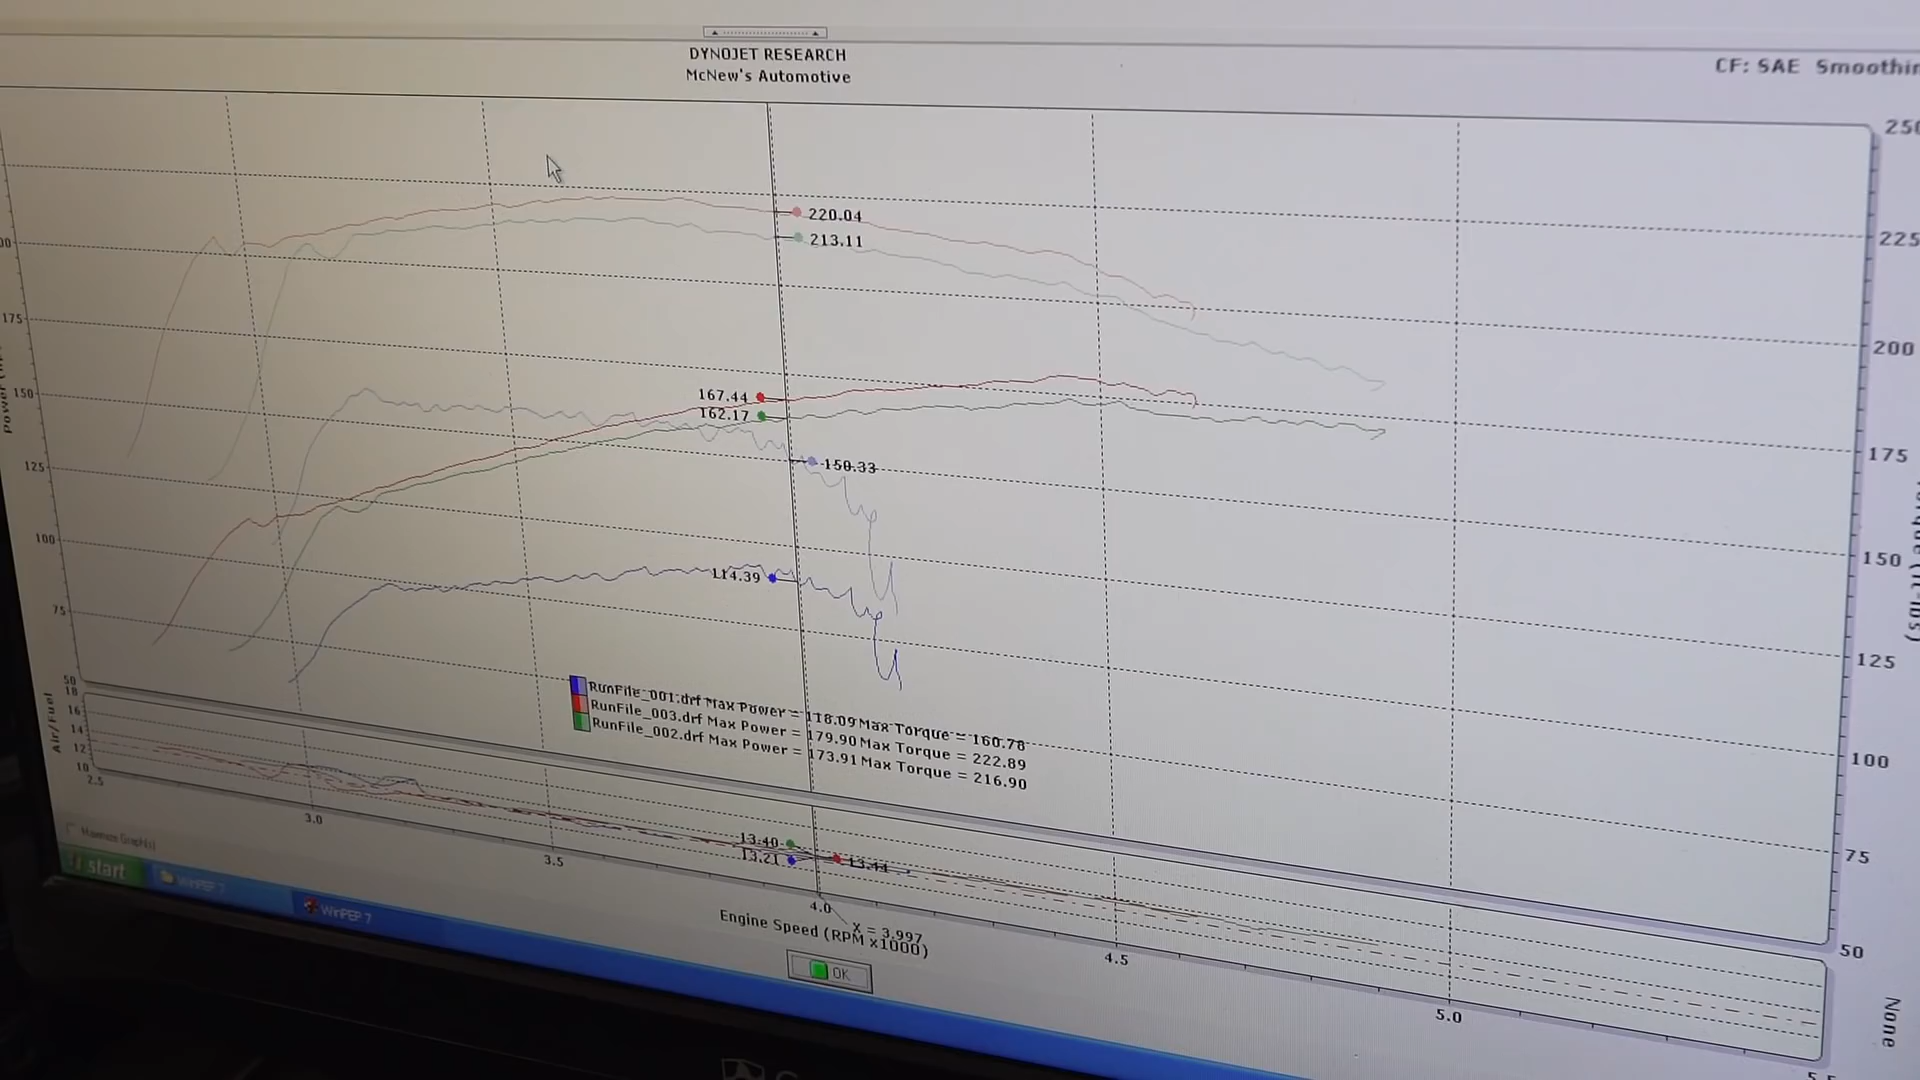 DYNOJET RESEARCH
McNew's Automotive
CF: SAE Smoothin
250
220.04
213.11
225
00
175
200
150
167.44
162.17
175
125
150.33
150
100
114.39
125
75
RunFile_001.drf Max Power = 118.09 Max Torque = 160.78
RunFile_003.drf Max Power = 179.90 Max Torque = 222.89
RunFile_002.drf Max Power = 173.91 Max Torque = 216.90
100
50
18
16
14
12
10
Air/Fuel
75
2.5
3.0
3.5
13.40
13.21
13.44
4.0
X = 3.997
Engine Speed (RPM x1000)
4.5
5.0
50
None
start
WinPEP 7
WinPEP 7
OK